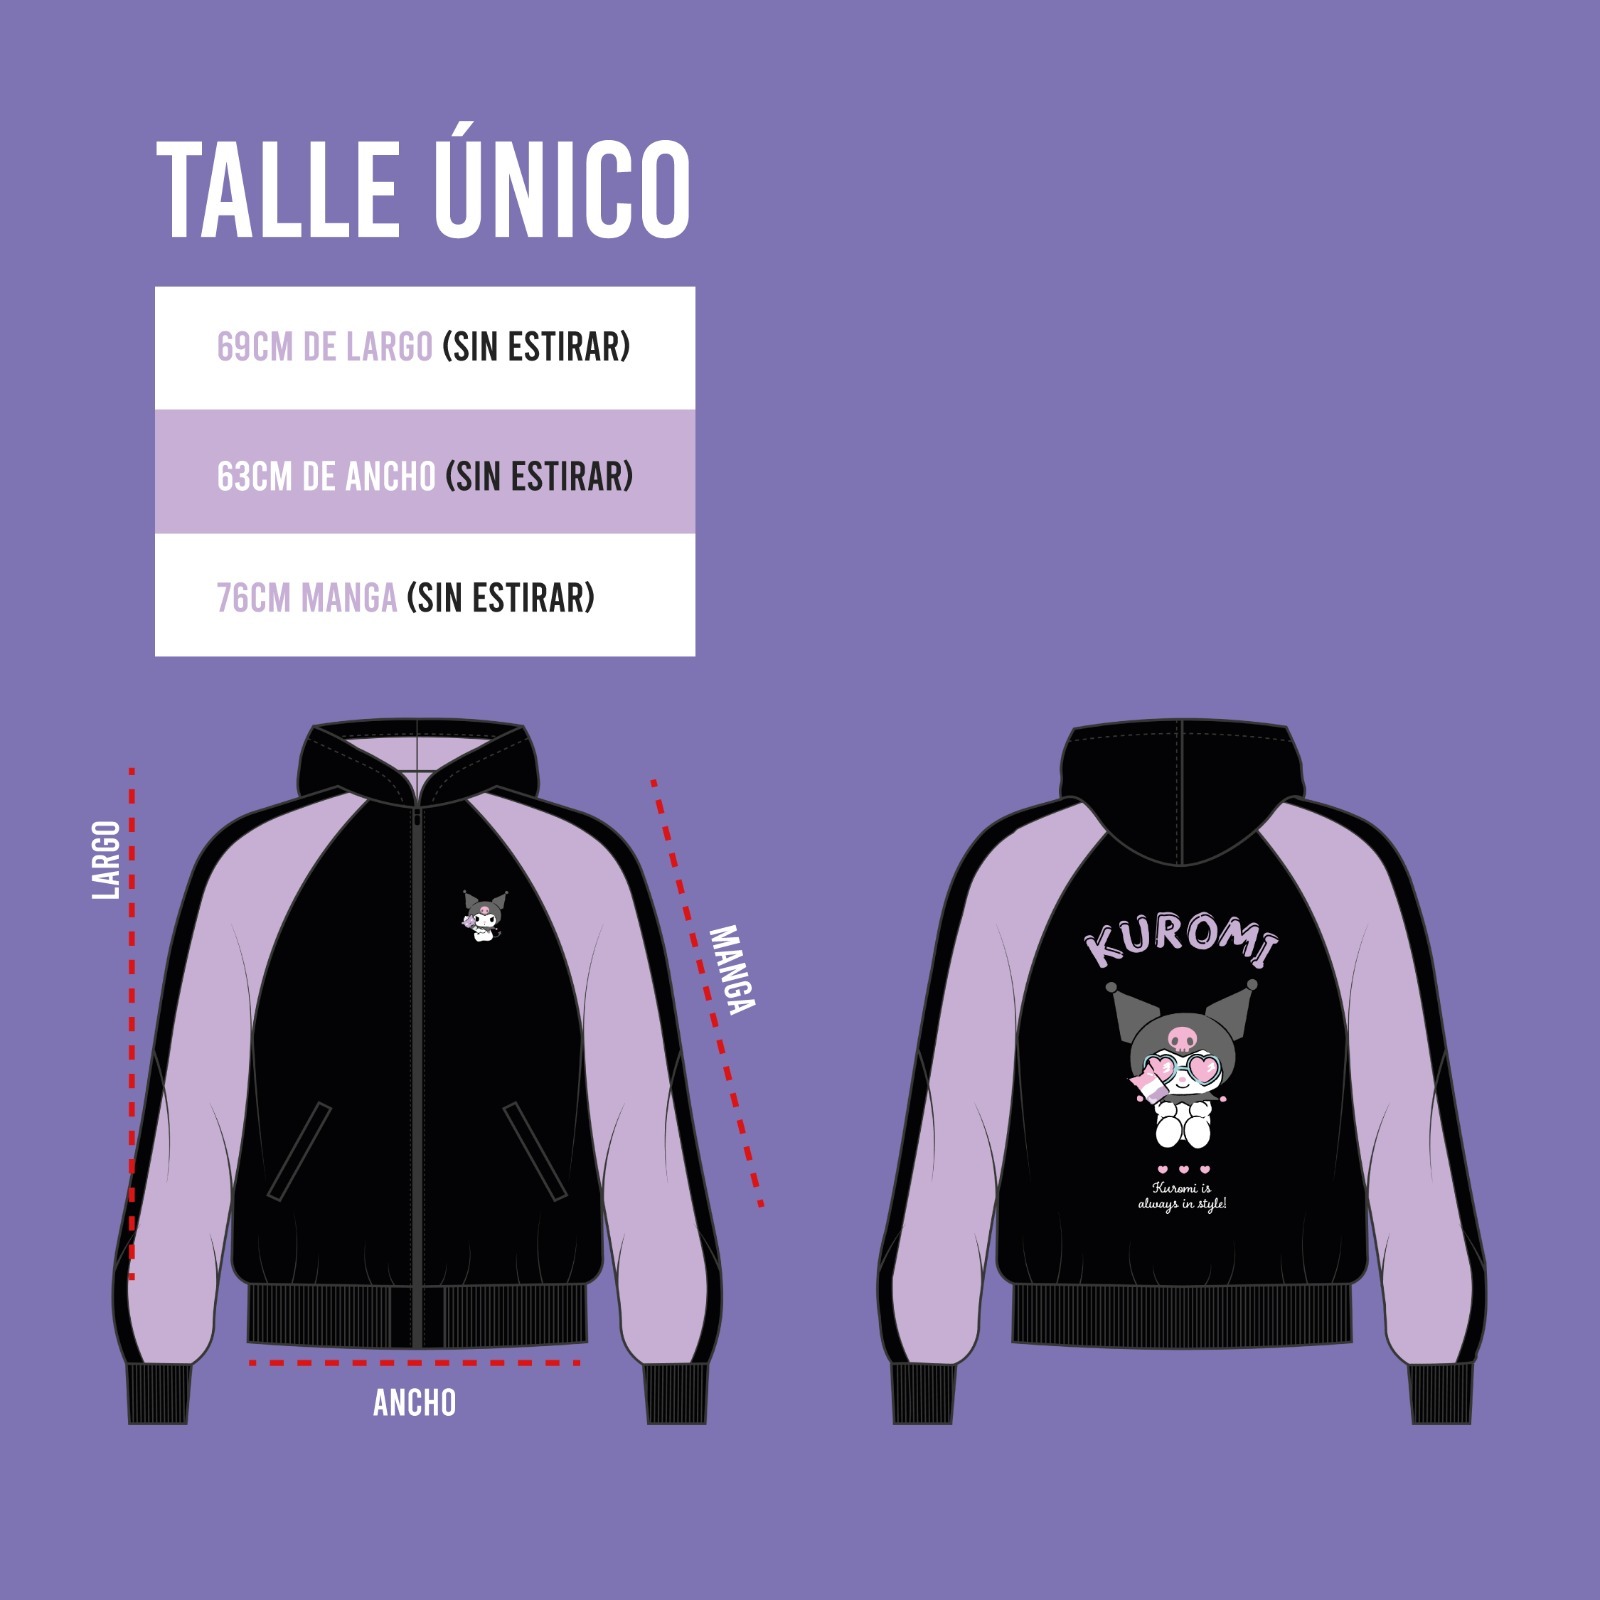 TALLE ÚNICO
69CM DE LARGO (SIN ESTIRAR)
63CM DE ANCHO (SIN ESTIRAR)
76CM MANGA (SIN ESTIRAR)
LARGO
MANGA
ANCHO
KUROMI
Kuromi is
always in style!